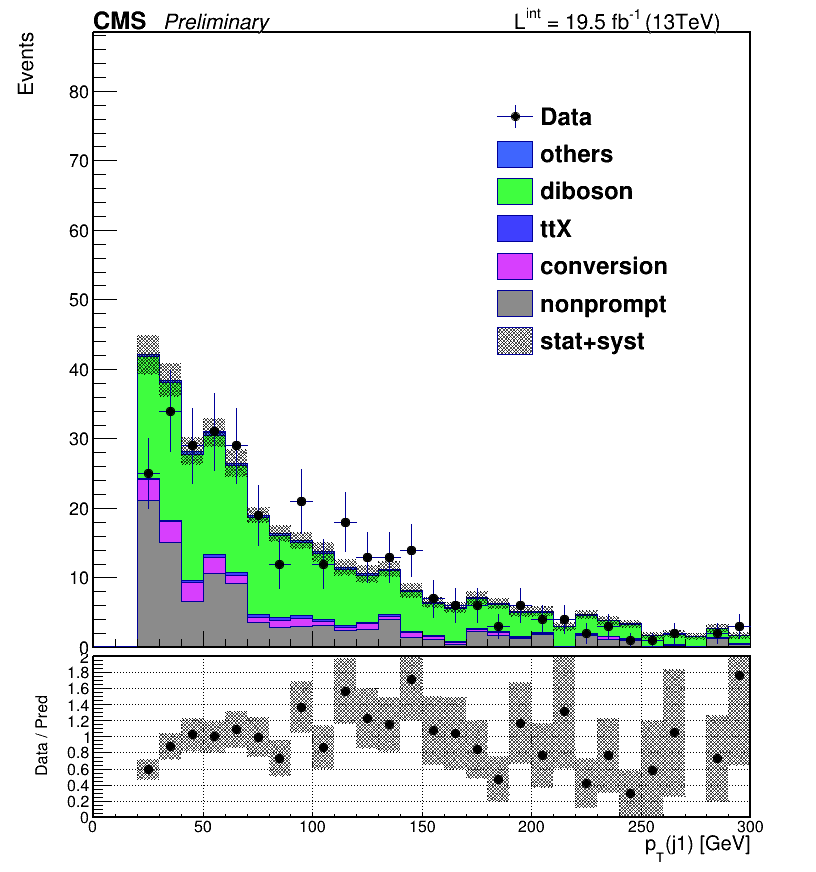 CMS Preliminary L^int = 19.5 fb^-1 (13TeV)
Events
80
70
60
50
40
30
20
10
0
Data
others
diboson
ttX
conversion
nonprompt
stat+syst
Data / Pred
2
1.8
1.6
1.4
1.2
1
0.8
0.6
0.4
0.2
0
0 50 100 150 200 250 300
p_T(j1) [GeV]